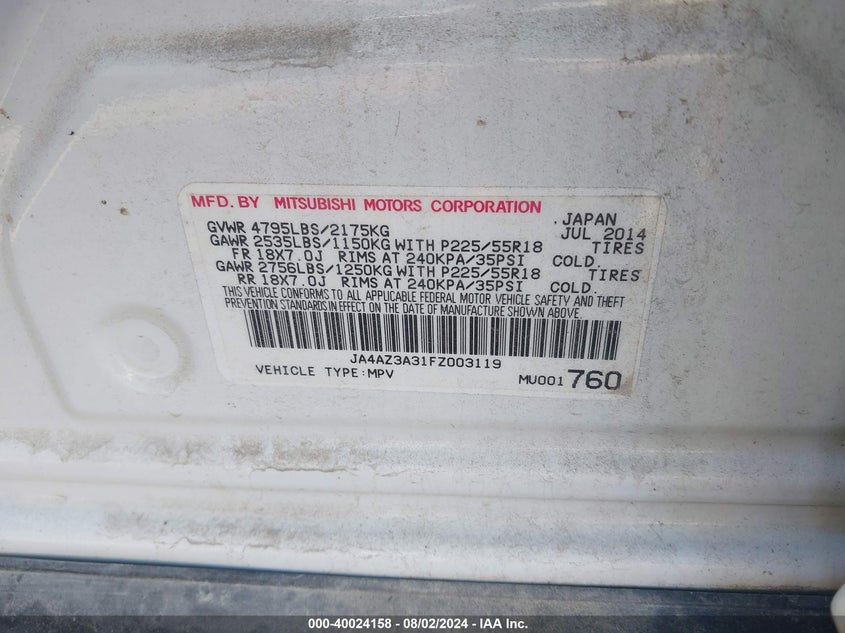 MFD. BY MITSUBISHI MOTORS CORPORATION
. JAPAN
GVWR 4795LBS/2175KG JUL 2014
GAWR 2535LBS/1150KG WITH P225/55R18 TIRES
FR 18X7.0J RIMS AT 240KPA/35PSI COLD.
GAWR 2756LBS/1250KG WITH P225/55R18 TIRES
RR 18X7.0J RIMS AT 240KPA/35PSI COLD.
THIS VEHICLE CONFORMS TO ALL APPLICABLE FEDERAL MOTOR VEHICLE SAFETY AND THEFT
PREVENTION STANDARDS IN EFFECT ON THE DATE OF MANUFACTURE SHOWN ABOVE.
JA4AZ3A31FZ003119
VEHICLE TYPE:MPV MU001760
000-40024158 - 08/02/2024 - IAA Inc.